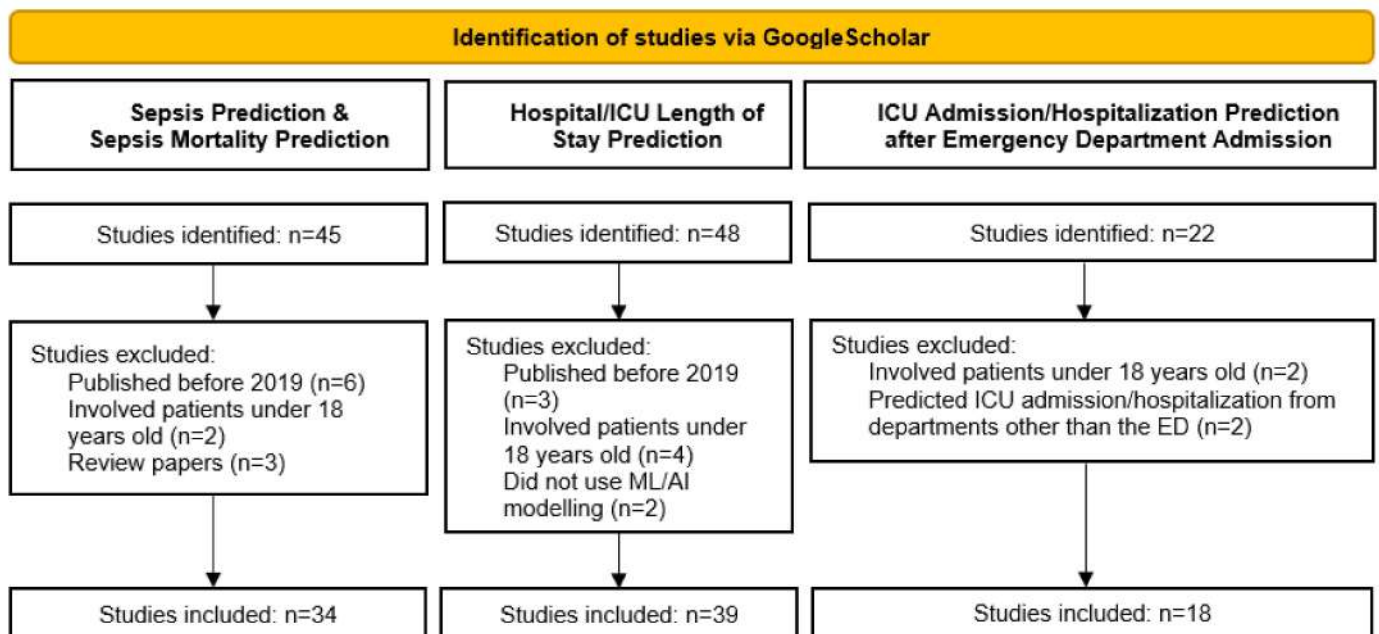 Identification of studies via GoogleScholar
Sepsis Prediction &
Sepsis Mortality Prediction
Hospital/ICU Length of
Stay Prediction
ICU Admission/Hospitalization Prediction
after Emergency Department Admission
Studies identified: n=45
Studies identified: n=48
Studies identified: n=22
Studies excluded:
Published before 2019 (n=6)
Involved patients under 18
years old (n=2)
Review papers (n=3)
Studies excluded:
Published before 2019
(n=3)
Involved patients under
18 years old (n=4)
Did not use ML/AI
modelling (n=2)
Studies excluded:
Involved patients under 18 years old (n=2)
Predicted ICU admission/hospitalization from
departments other than the ED (n=2)
Studies included: n=34
Studies included: n=39
Studies included: n=18